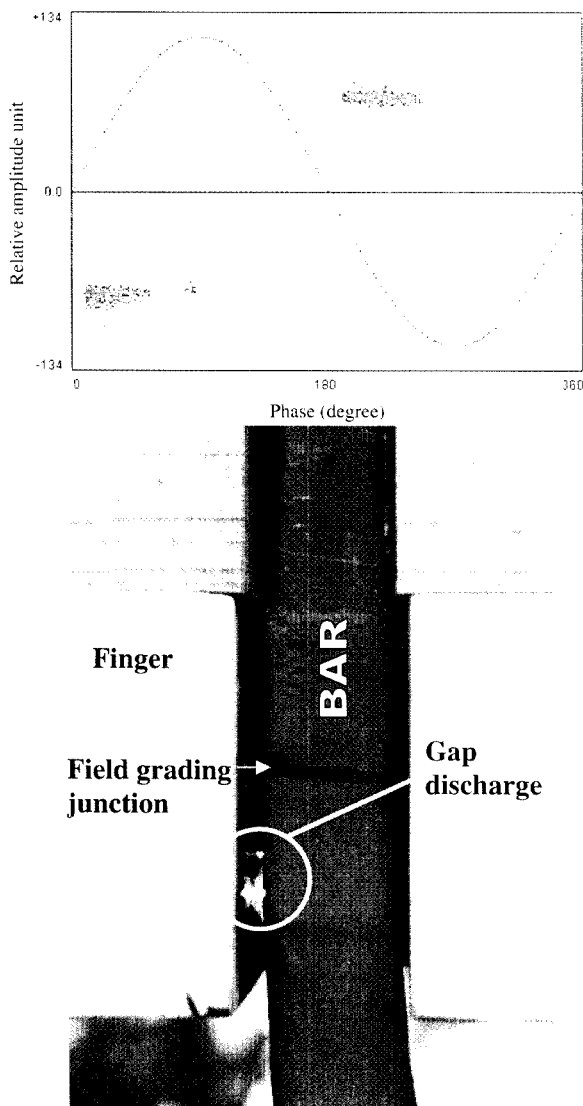 +134
Relative amplitude unit
0.0
-134
0
180
360
Phase (degree)
Finger
BAR
Field grading
junction
Gap
discharge